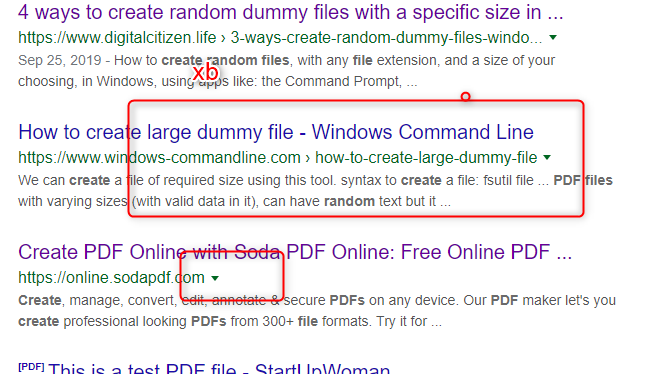 4 ways to create random dummy files with a specific size in ...
https://www.digitalcitizen.life › 3-ways-create-random-dummy-files-windo...
Sep 25, 2019 - How to create random files, with any file extension, and a size of your
xb
choosing, in Windows, using apps like: the Command Prompt, ...
How to create large dummy file - Windows Command Line
https://www.windows-commandline.com › how-to-create-large-dummy-file
We can create a file of required size using this tool. syntax to create a file: fsutil file ... PDF files
with varying sizes (with valid data in it), can have random text but it ...
Create PDF Online with Soda PDF Online: Free Online PDF ...
https://online.sodapdf.com
Create, manage, convert, edit, annotate & secure PDFs on any device. Our PDF maker let's you
create professional looking PDFs from 300+ file formats. Try it for ...
[PDF] This is a test PDF file - StartUpWoman